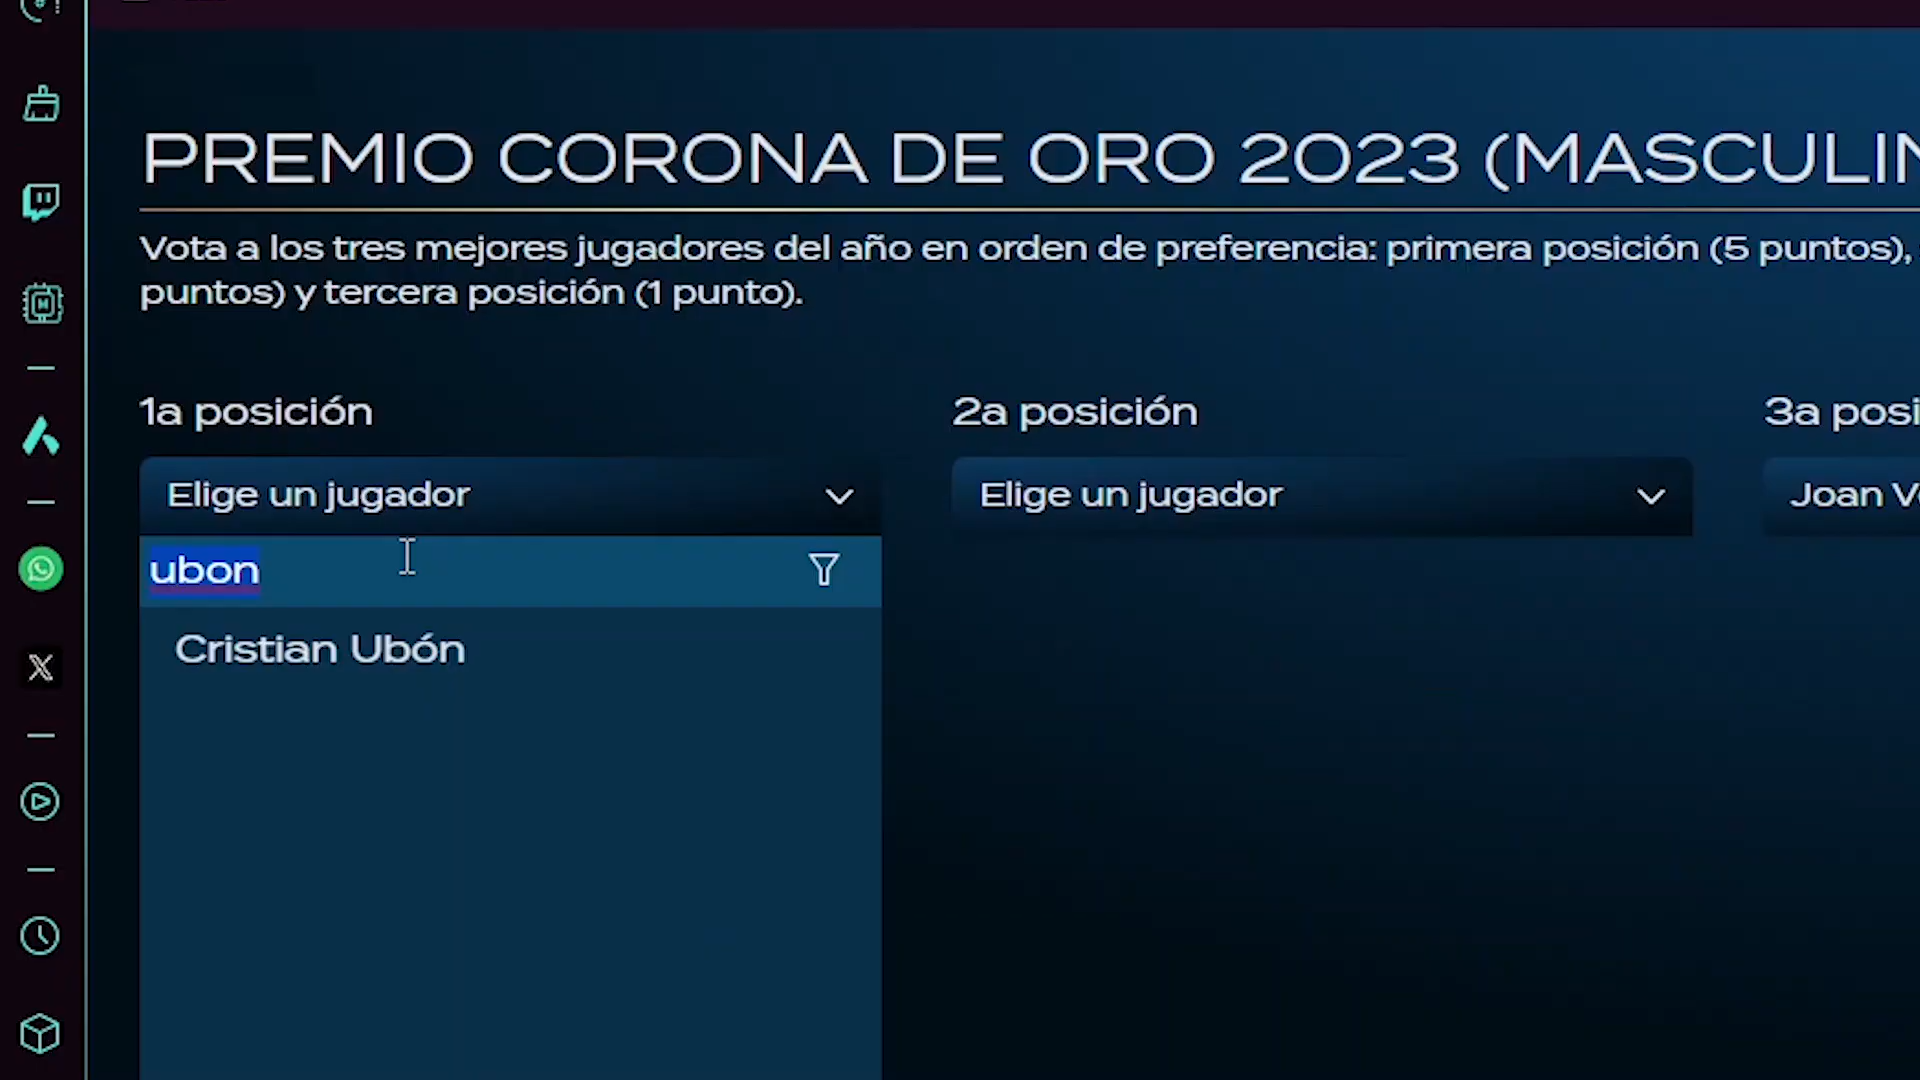 PREMIO CORONA DE ORO 2023 (MASCULIN
Vota a los tres mejores jugadores del año en orden de preferencia: primera posición (5 puntos),
puntos) y tercera posición (1 punto).
1a posición
2a posición
3a posi
Elige un jugador
Elige un jugador
Joan V
ubon
Cristian Ubón